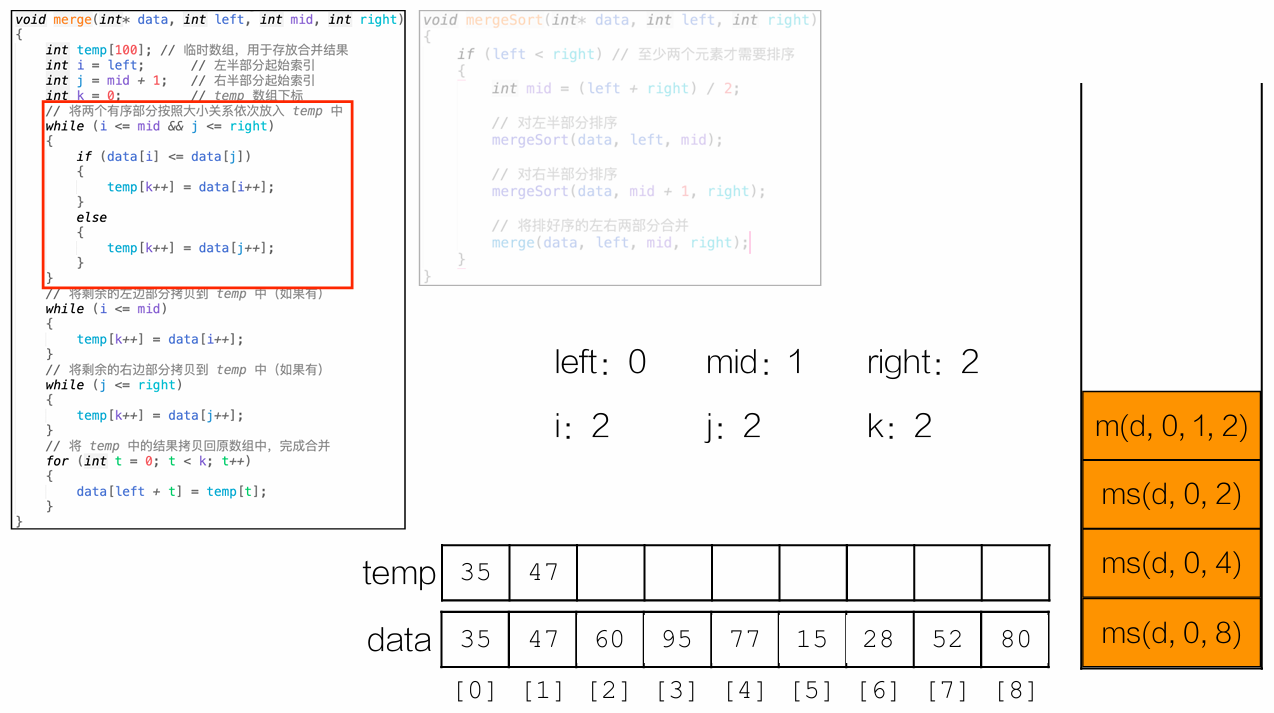 void merge(int* data, int left, int mid, int right)
{
    int temp[100]; // 临时数组，用于存放合并结果
    int i = left;      // 左半部分起始索引
    int j = mid + 1;   // 右半部分起始索引
    int k = 0;         // temp 数组下标
    // 将两个有序部分按照大小关系依次放入 temp 中
    while (i <= mid && j <= right)
    {
        if (data[i] <= data[j])
        {
            temp[k++] = data[i++];
        }
        else
        {
            temp[k++] = data[j++];
        }
    }
    // 将剩余的左边部分拷贝到 temp 中（如果有）
    while (i <= mid)
    {
        temp[k++] = data[i++];
    }
    // 将剩余的右边部分拷贝到 temp 中（如果有）
    while (j <= right)
    {
        temp[k++] = data[j++];
    }
    // 将 temp 中的结果拷贝回原数组中，完成合并
    for (int t = 0; t < k; t++)
    {
        data[left + t] = temp[t];
    }
}
void mergeSort(int* data, int left, int right)
{
    if (left < right) // 至少两个元素才需要排序
    {
        int mid = (left + right) / 2;
        // 对左半部分排序
        mergeSort(data, left, mid);
        // 对右半部分排序
        mergeSort(data, mid + 1, right);
        // 将排好序的左右两部分合并
        merge(data, left, mid, right);
    }
}
left: 0 mid: 1 right: 2
i: 2 j: 2 k: 2
m(d, 0, 1, 2)
ms(d, 0, 2)
ms(d, 0, 4)
ms(d, 0, 8)
temp 35 47
data 35 47 60 95 77 15 28 52 80
[0] [1] [2] [3] [4] [5] [6] [7] [8]